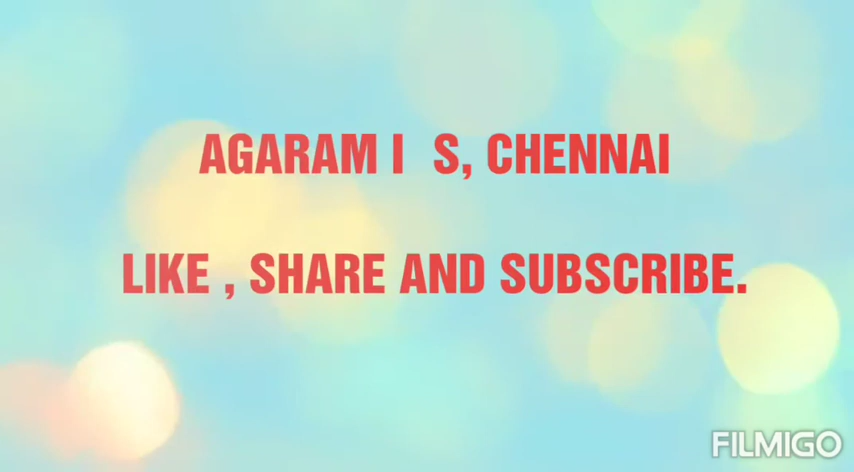 AGARAM I  S, CHENNAI
LIKE , SHARE AND SUBSCRIBE.
FILMIGO